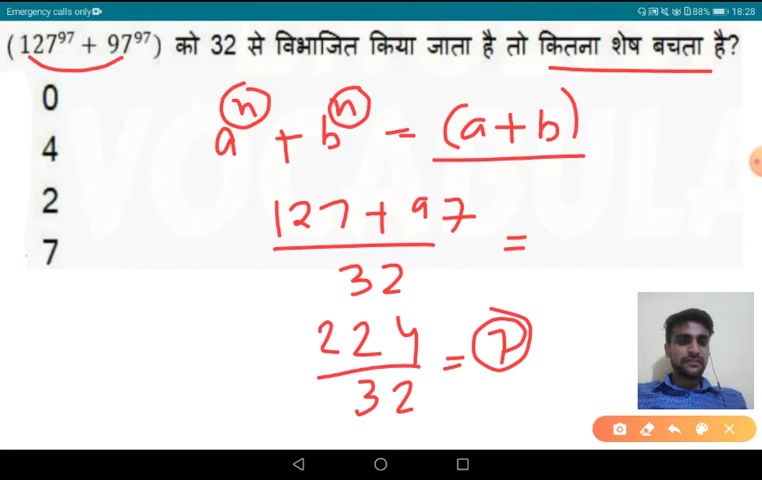 Emergency calls only 88% 18:28
(127⁹⁷ + 97⁹⁷) को 32 से विभाजित किया जाता है तो कितना शेष बचता है?
0
4
2
7
aⁿ + bⁿ = (a+b)
127+97
32
=
224
32
= 7
VOCABULA